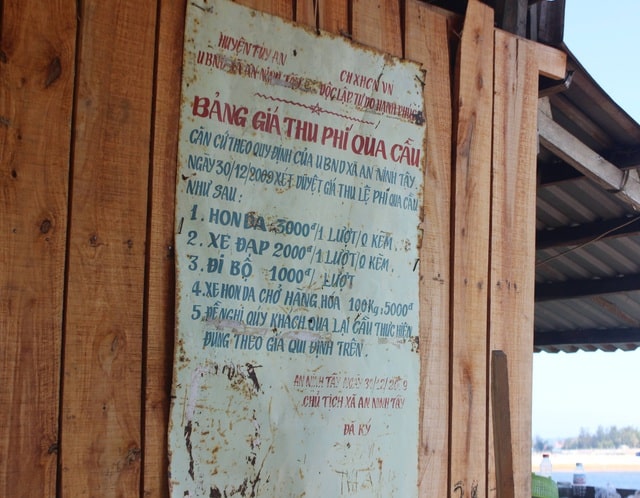 HUYỆN TUY AN
UBND XÃ AN NINH TÂY
CHXHCN VN
ĐỘC LẬP TỰ DO HẠNH PHÚC
BẢNG GIÁ THU PHÍ QUA CẦU
CĂN CỨ THEO QUY ĐỊNH CỦA UBND XÃ AN NINH TÂY
NGÀY 30/12/2009 XÉT DUYỆT GIÁ THU LỆ PHÍ QUA CẦU
NHƯ SAU :
1. HONDA 3000đ/1 LƯỢT/Q KẼM.
2. XE ĐẠP 2000đ/1 LƯỢT/Q KẼM
3. ĐI BỘ 1000đ/ LƯỢT
4. XE HONDA CHỞ HÀNG HÓA 100Kg, 5000đ
5. ĐỀ NGHỊ QUÝ KHÁCH QUA LẠI CẦU THỰC HIỆN
ĐÚNG THEO GIÁ QUI ĐỊNH TRÊN.
AN NINH TÂY NGÀY 30/12/2009
CHỦ TỊCH XÃ AN NINH TÂY
ĐÃ KÝ